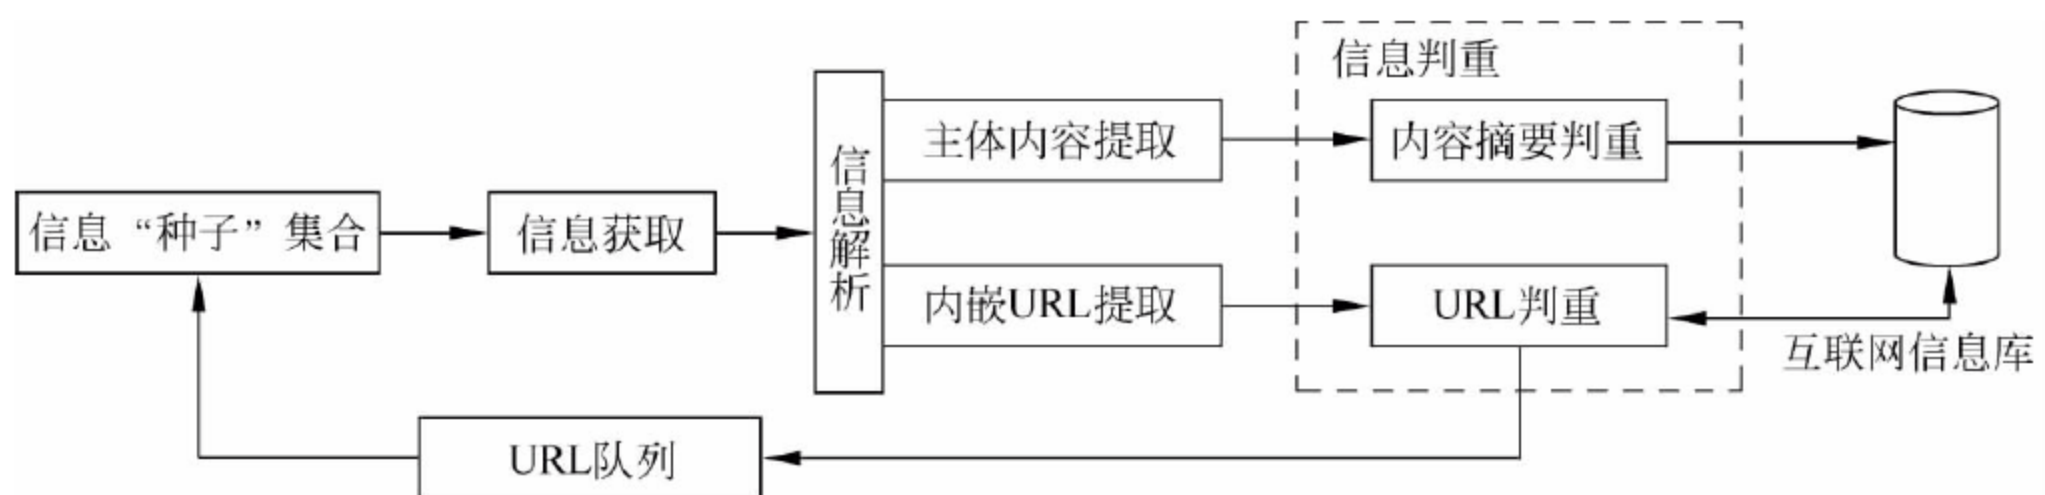 信息判重
主体内容提取
内容摘要判重
信息“种子”集合
信息获取
信息解析
内嵌URL提取
URL判重
互联网信息库
URL队列